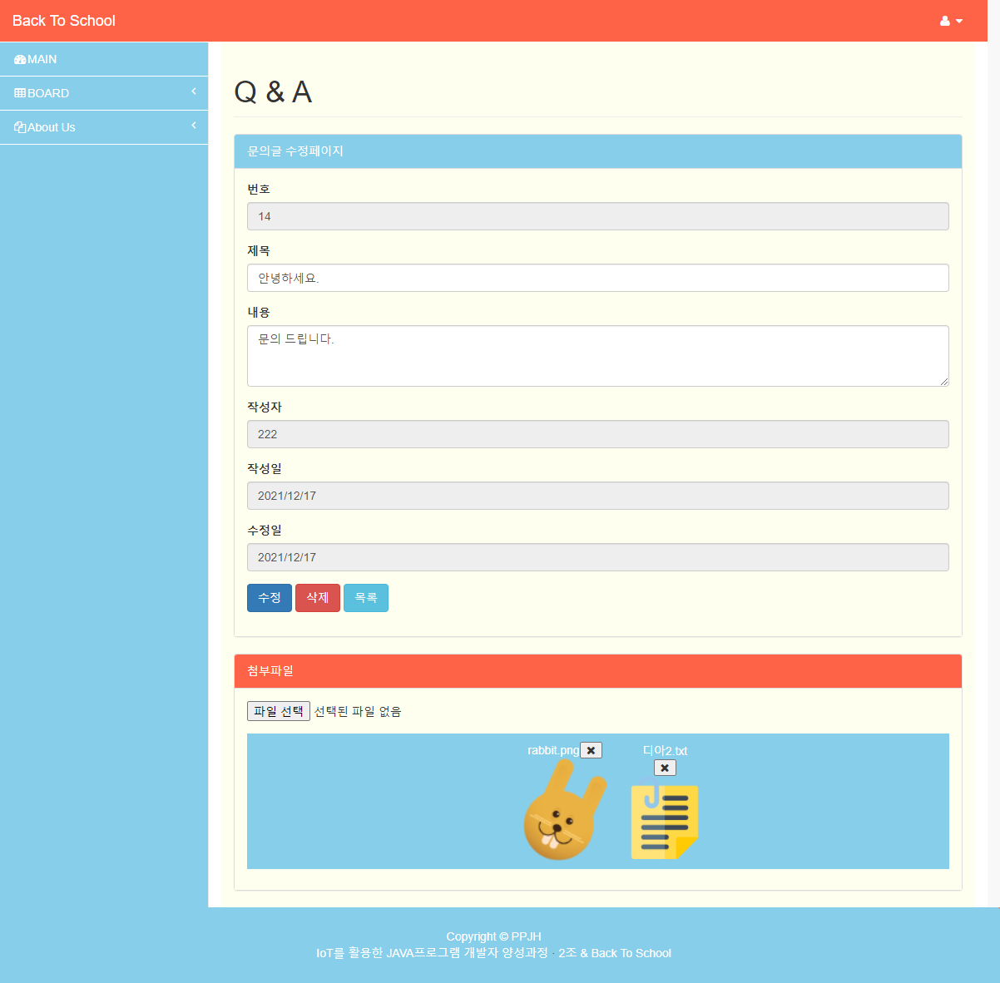 Back To School
MAIN
BOARD
About Us
Q & A
문의글 수정페이지
번호
14
제목
안녕하세요.
내용
문의 드립니다.
작성자
222
작성일
2021/12/17
수정일
2021/12/17
수정 삭제 목록
첨부파일
파일 선택 선택된 파일 없음
rabbit.png 디아2.txt
Copyright © PPJH
IoT를 활용한 JAVA프로그램 개발자 양성과정 - 2조 & Back To School